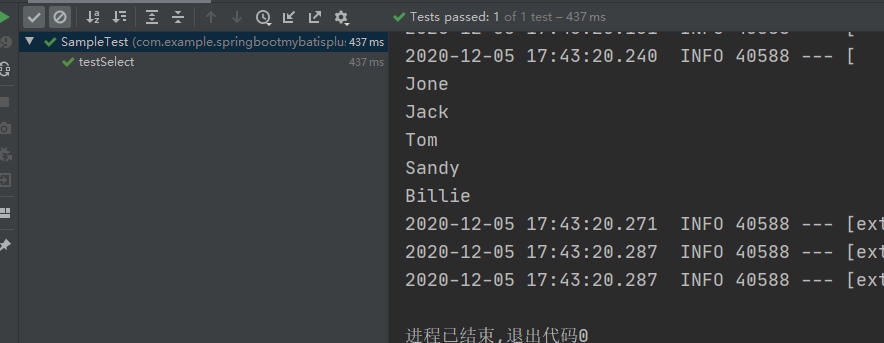 Tests passed: 1 of 1 test – 437 ms
SampleTest (com.example.springbootmybatisplu 437 ms
testSelect 437 ms
2020-12-05 17:43:20.240 INFO 40588 --- [
Jone
Jack
Tom
Sandy
Billie
2020-12-05 17:43:20.271 INFO 40588 --- [ext
2020-12-05 17:43:20.287 INFO 40588 --- [ext
2020-12-05 17:43:20.287 INFO 40588 --- [ext
进程已结束,退出代码0